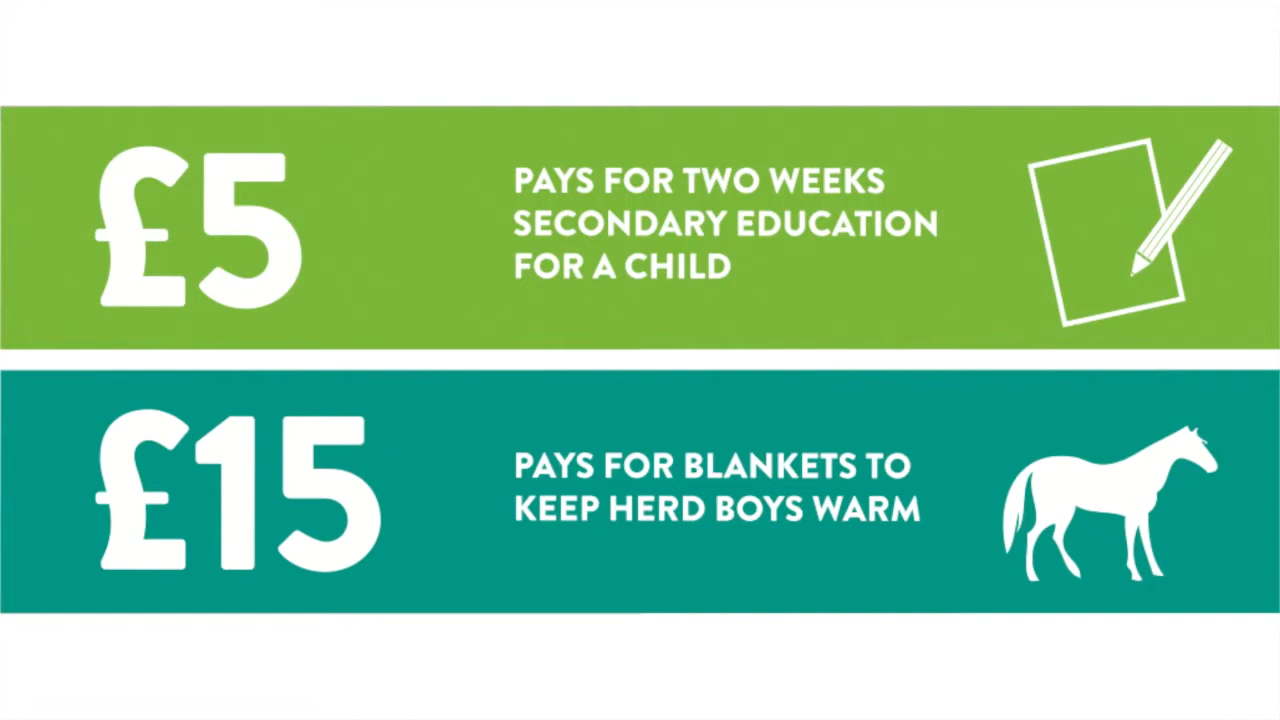 £5
PAYS FOR TWO WEEKS
SECONDARY EDUCATION
FOR A CHILD
£15
PAYS FOR BLANKETS TO
KEEP HERD BOYS WARM